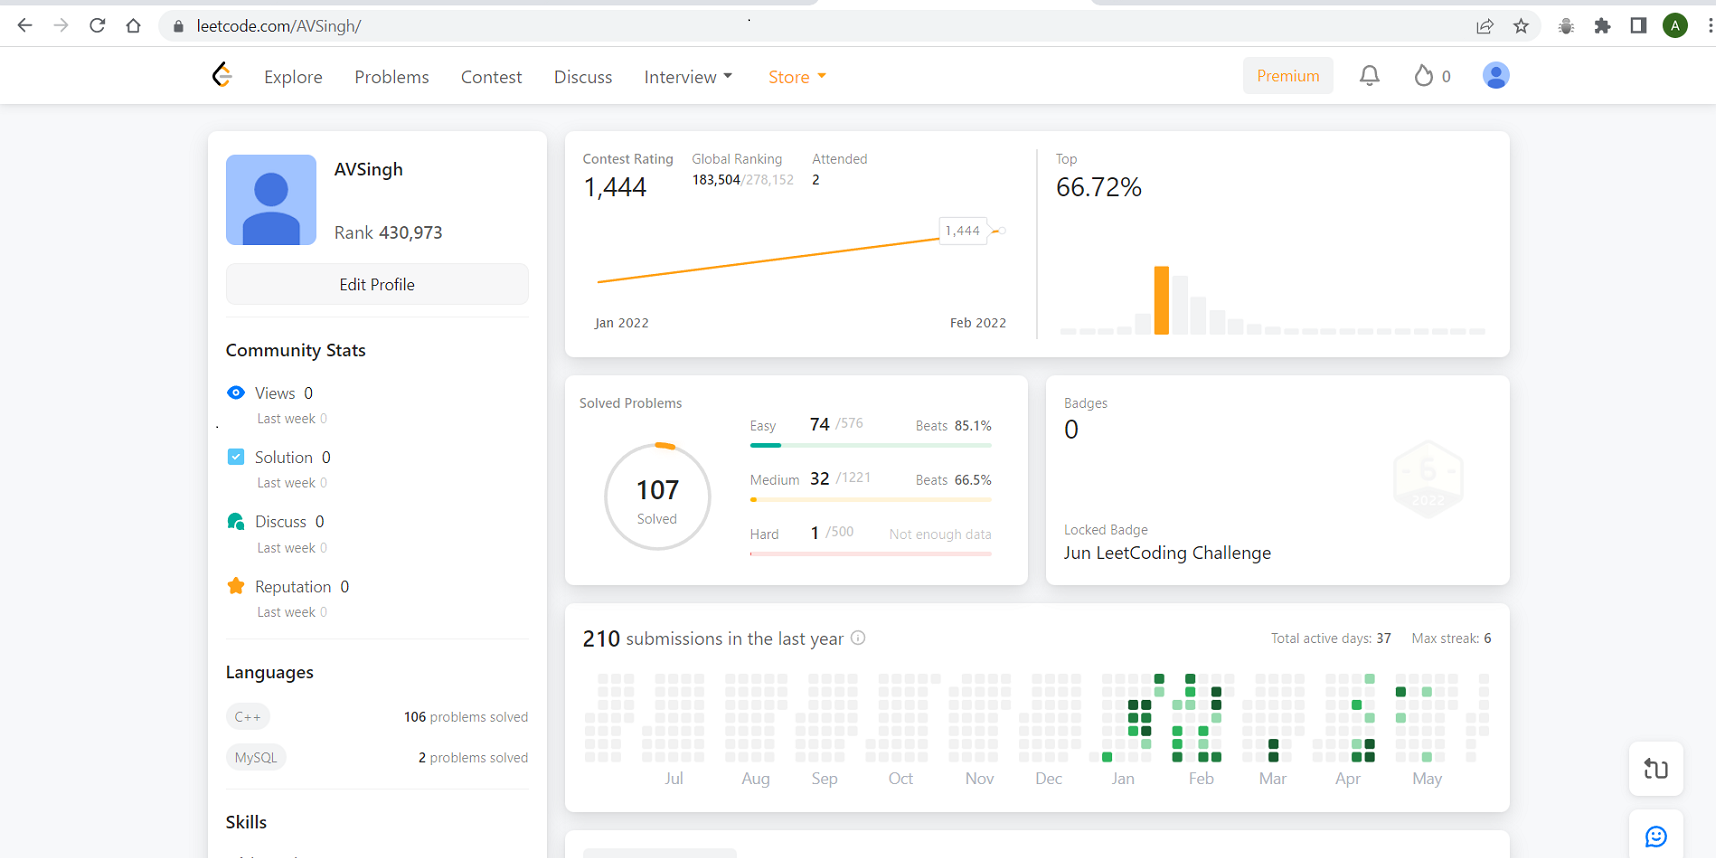 leetcode.com/AVSingh/
A
Explore Problems Contest Discuss Interview Store Premium 0
AVSingh
Rank 430,973
Edit Profile
Community Stats
Views 0
Last week 0
Solution 0
Last week 0
Discuss 0
Last week 0
Reputation 0
Last week 0
Languages
C++ 106 problems solved
MySQL 2 problems solved
Skills
Contest Rating Global Ranking Attended
1,444 183,504/278,152 2
1,444
Jan 2022 Feb 2022
Top
66.72%
Solved Problems
107
Solved
Easy 74 /576 Beats 85.1%
Medium 32 /1221 Beats 66.5%
Hard 1 /500 Not enough data
Badges
0
6
2022
Locked Badge
Jun LeetCoding Challenge
210 submissions in the last year Total active days: 37 Max streak: 6
Jul Aug Sep Oct Nov Dec Jan Feb Mar Apr May